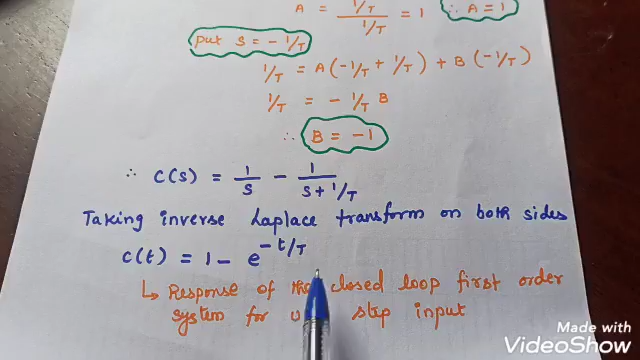 A = 1/T / 1/T = 1 ∴ A = 1
put S = -1/T
1/T = A(-1/T + 1/T) + B(-1/T)
1/T = -1/T B
∴ B = -1
∴ C(S) = 1/S - 1/S+1/T
Taking inverse Laplace transform on both sides
C(t) = 1 - e^-t/T
↳ Response of the closed loop first order
system for step input
Made with
VideoShow